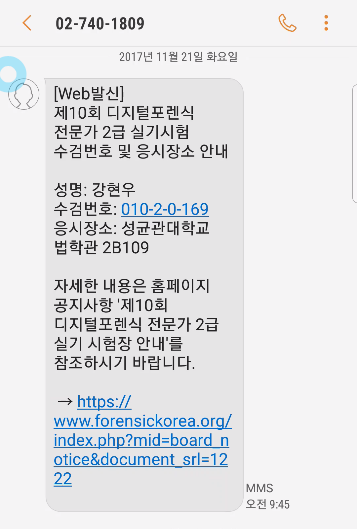 02-740-1809
2017년 11월 21일 화요일
[Web발신]
제10회 디지털포렌식
전문가 2급 실기시험
수검번호 및 응시장소 안내
성명: 강현우
수검번호: 010-2-0-169
응시장소: 성균관대학교
법학관 2B109
자세한 내용은 홈페이지
공지사항 '제10회
디지털포렌식 전문가 2급
실기 시험장 안내'를
참조하시기 바랍니다.
→ https://
www.forensickorea.org/
index.php?mid=board_n
otice&document_srl=12
22
MMS
오전 9:45